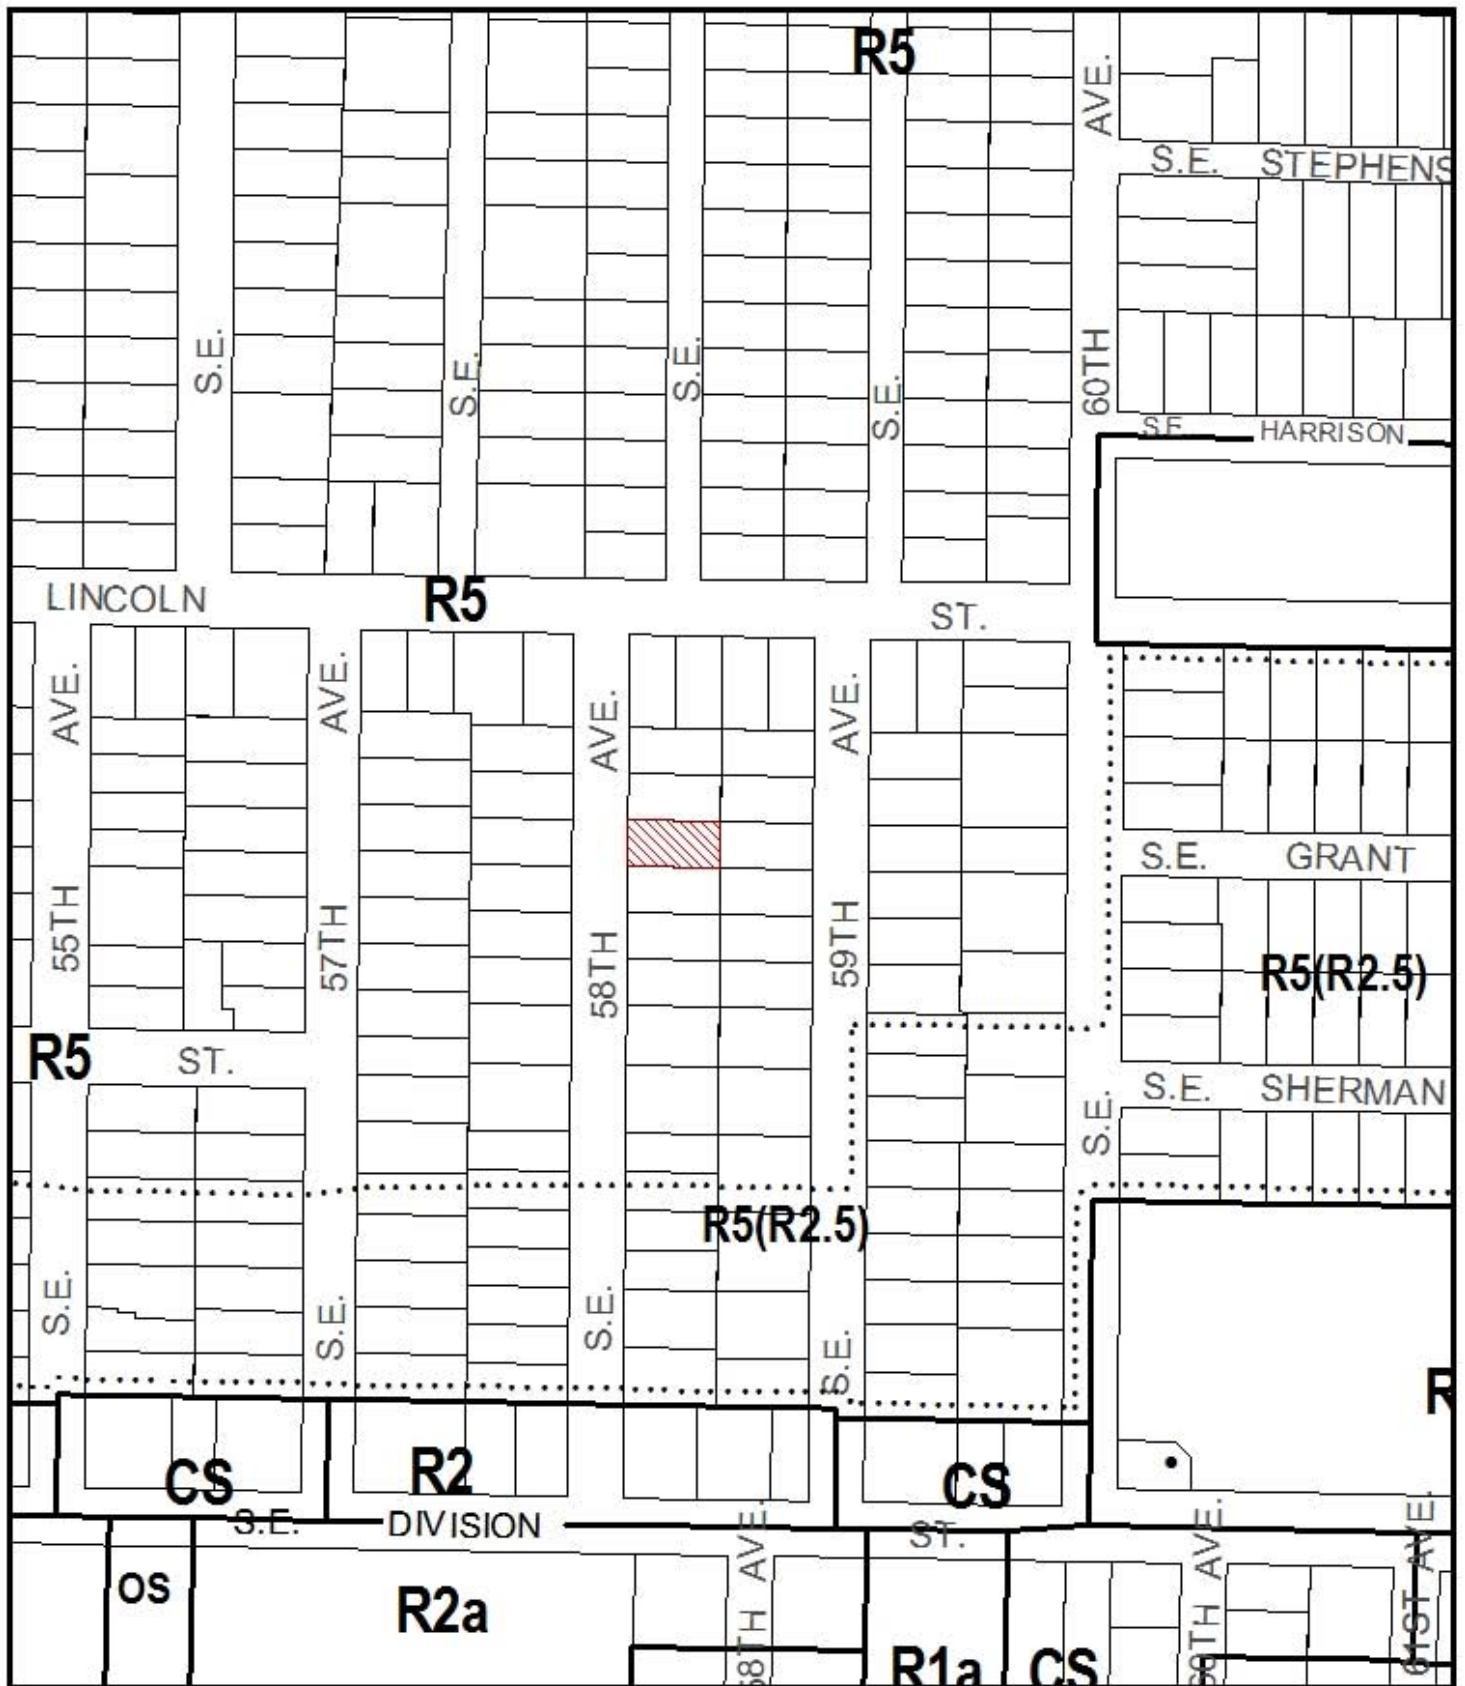 R5
AVE.
S.E. STEPHENS
S.E.
S.E.
S.E.
S.E.
60TH
S.E. HARRISON
LINCOLN
R5
ST.
AVE.
AVE.
AVE.
AVE.
S.E. GRANT
55TH
57TH
58TH
59TH
R5(R2.5)
R5
ST.
S.E. SHERMAN
S.E.
R5(R2.5)
S.E.
S.E.
S.E.
S.E.
R
CS
R2
CS
S.E. DIVISION
ST.
AVE.
AVE.
61ST AVE.
OS
R2a
R1a
CS